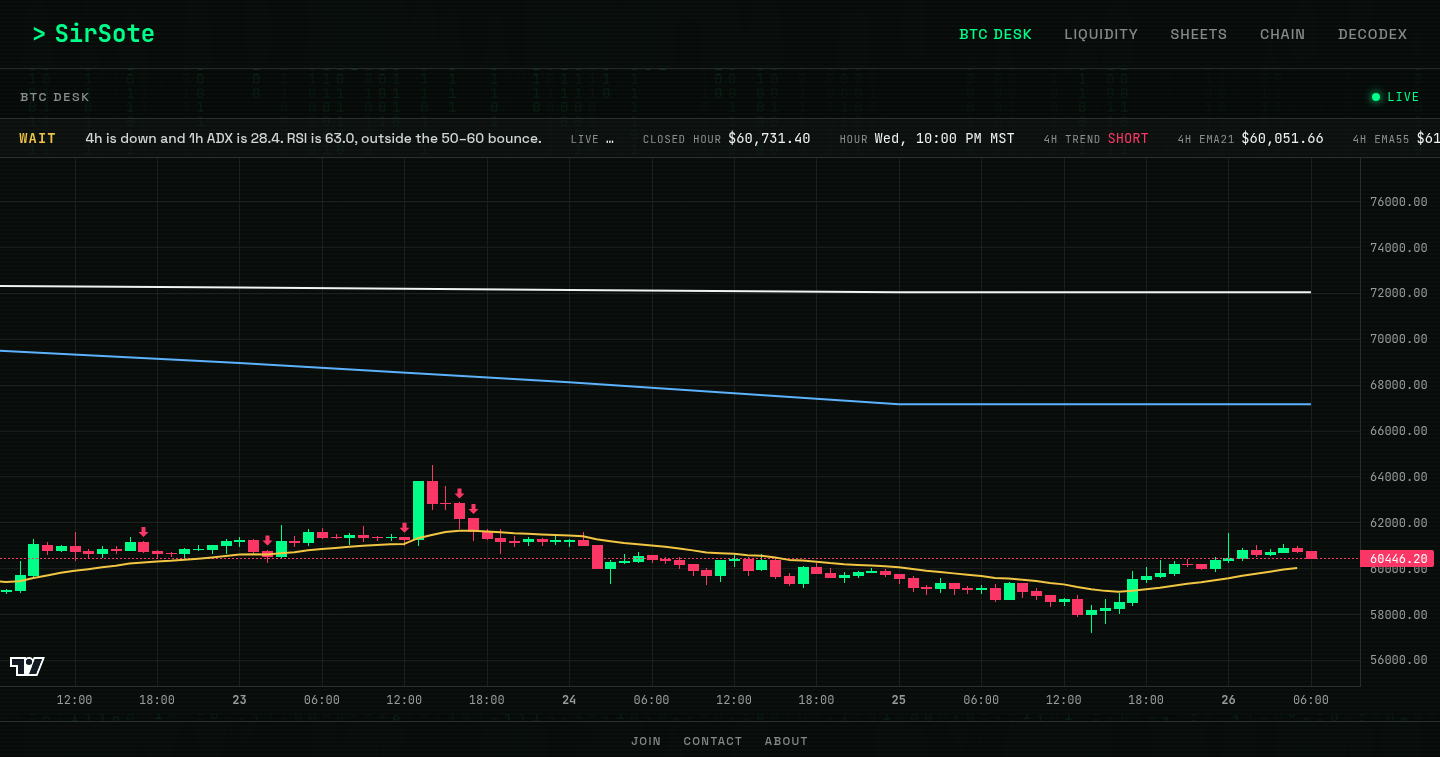 > SirSote
BTC DESK LIQUIDITY SHEETS CHAIN DECODEX
BTC DESK
LIVE
WAIT 4h is down and 1h ADX is 28.4. RSI is 63.0, outside the 50–60 bounce. LIVE … CLOSED HOUR $60,731.40 HOUR Wed, 10:00 PM MST 4H TREND SHORT 4H EMA21 $60,051.66 4H EMA55 $61
76000.00
74000.00
72000.00
70000.00
68000.00
66000.00
64000.00
62000.00
60446.20
60000.00
58000.00
56000.00
12:00 18:00 23 06:00 12:00 18:00 24 06:00 12:00 18:00 25 06:00 12:00 18:00 26 06:00
JOIN CONTACT ABOUT